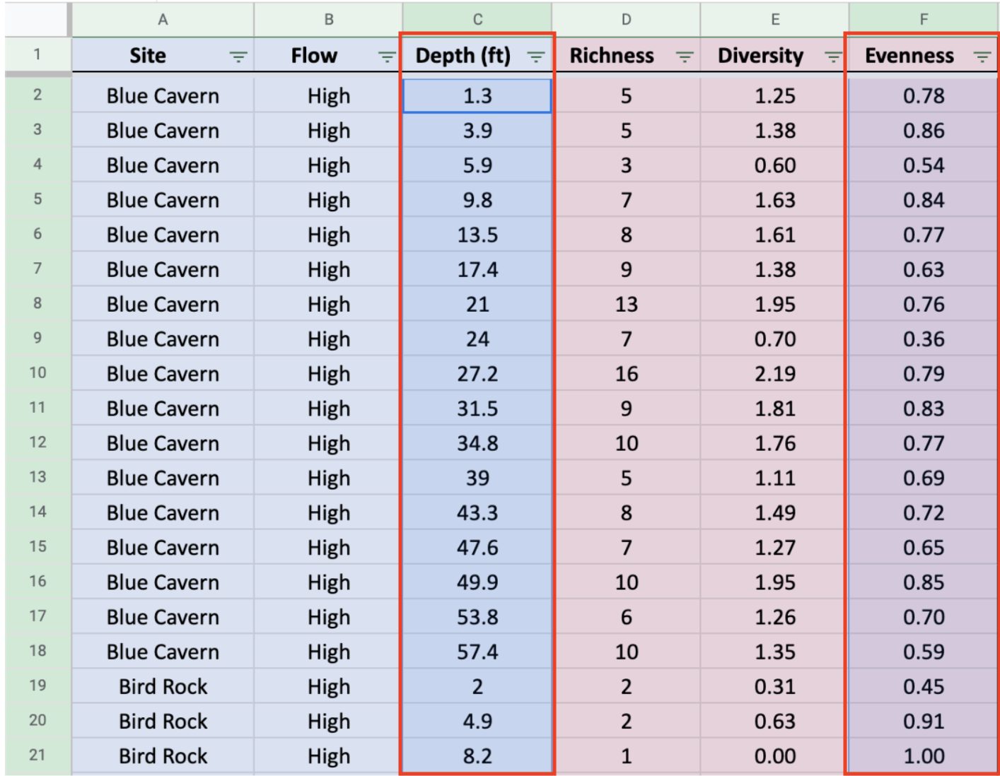 A B C D E F
1 Site Flow Depth (ft) Richness Diversity Evenness
2 Blue Cavern High 1.3 5 1.25 0.78
3 Blue Cavern High 3.9 5 1.38 0.86
4 Blue Cavern High 5.9 3 0.60 0.54
5 Blue Cavern High 9.8 7 1.63 0.84
6 Blue Cavern High 13.5 8 1.61 0.77
7 Blue Cavern High 17.4 9 1.38 0.63
8 Blue Cavern High 21 13 1.95 0.76
9 Blue Cavern High 24 7 0.70 0.36
10 Blue Cavern High 27.2 16 2.19 0.79
11 Blue Cavern High 31.5 9 1.81 0.83
12 Blue Cavern High 34.8 10 1.76 0.77
13 Blue Cavern High 39 5 1.11 0.69
14 Blue Cavern High 43.3 8 1.49 0.72
15 Blue Cavern High 47.6 7 1.27 0.65
16 Blue Cavern High 49.9 10 1.95 0.85
17 Blue Cavern High 53.8 6 1.26 0.70
18 Blue Cavern High 57.4 10 1.35 0.59
19 Bird Rock High 2 2 0.31 0.45
20 Bird Rock High 4.9 2 0.63 0.91
21 Bird Rock High 8.2 1 0.00 1.00